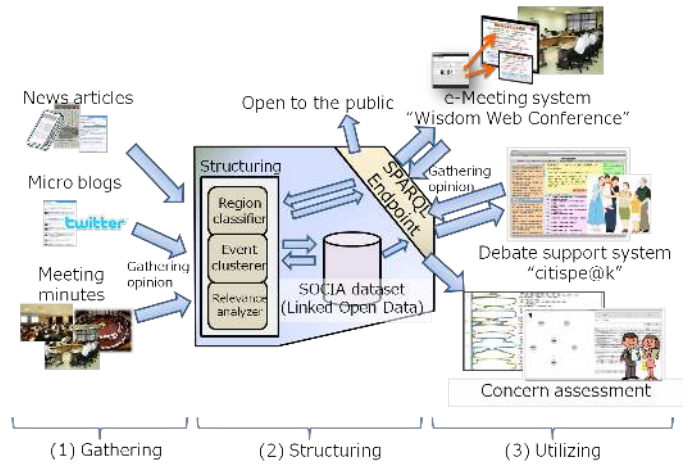 News articles
Micro blogs
twitter
Gathering
opinion
Meeting
minutes
Open to the public
Structuring
Region
classifier
Event
clusterer
Relevance
analyzer
SOCIA dataset
(Linked Open Data)
SPARQL
Endpoint
e-Meeting system
“Wisdom Web Conference”
Gathering
opinion
Debate support system
“citispe@k”
Concern assessment
(1) Gathering
(2) Structuring
(3) Utilizing